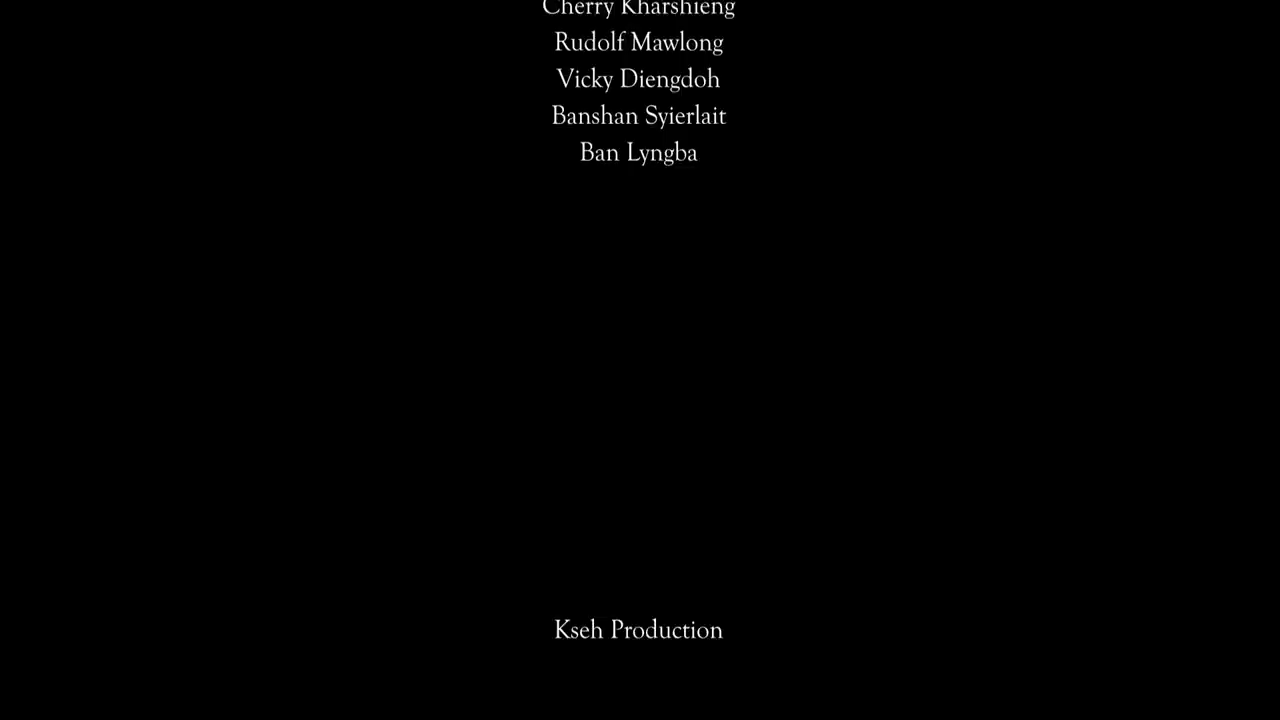 Cherry Kharshieng
Rudolf Mawlong
Vicky Diengdoh
Banshan Syierlait
Ban Lyngba
Kseh Production